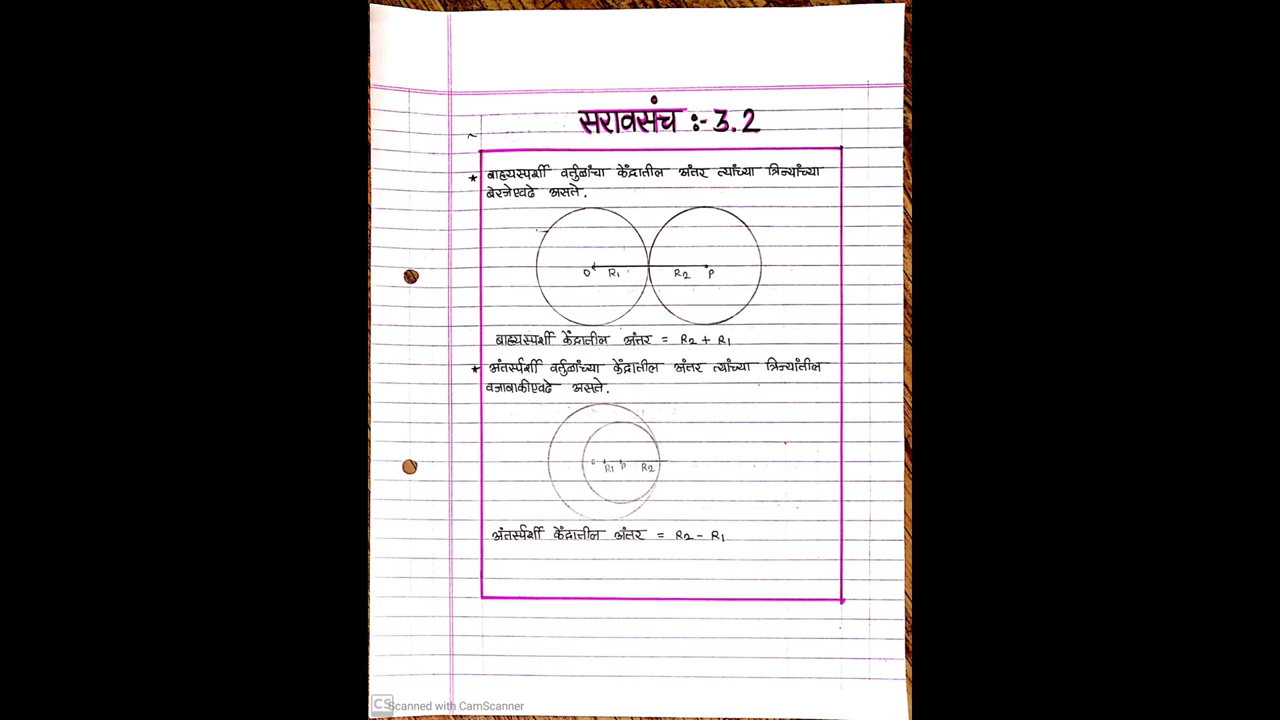 सरावसंच :- 3.2
* बाह्यस्पर्शी वर्तुळांचा केंद्रातील अंतर त्यांच्या त्रिज्यांच्या
बेरजेएवढे असते.
O R1 R2 P
बाह्यस्पर्शी केंद्रातील अंतर = R2 + R1
* अंतर्स्पर्शी वर्तुळांच्या केंद्रातील अंतर त्यांच्या त्रिज्यांतील
वजाबाकीएवढे असते.
O R1 P R2
अंतर्स्पर्शी केंद्रातील अंतर = R2 - R1
CS Scanned with CamScanner